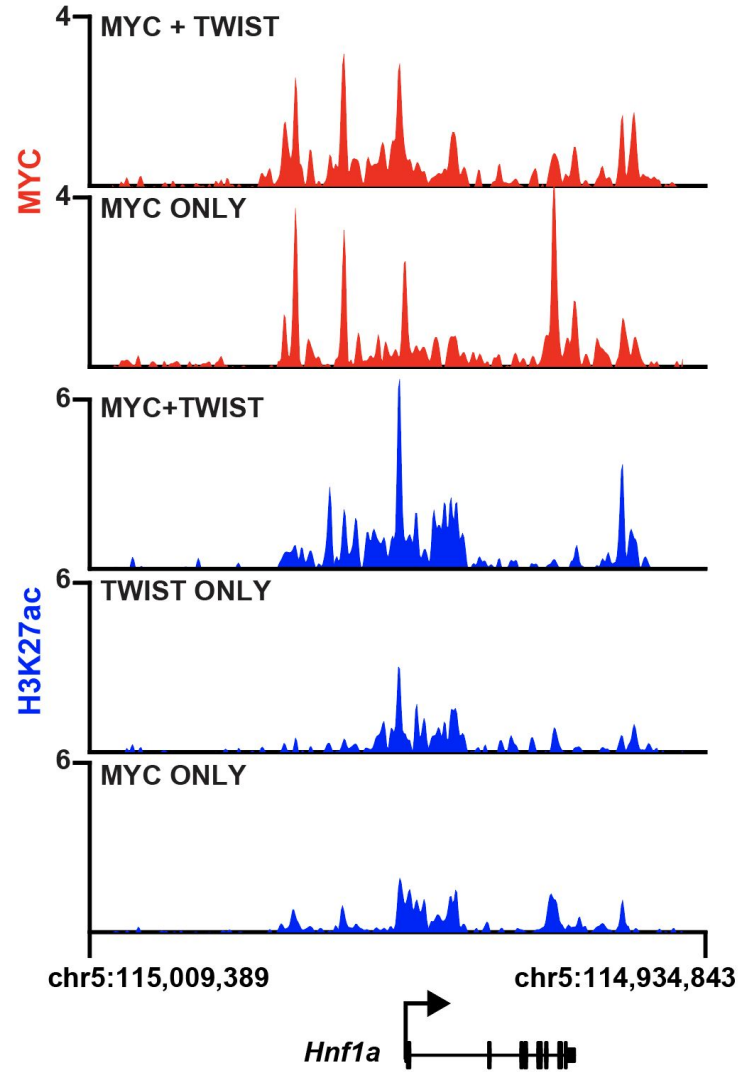 4
MYC + TWIST
MYC
4
MYC ONLY
6
MYC+TWIST
H3K27ac
6
TWIST ONLY
6
MYC ONLY
chr5:115,009,389
chr5:114,934,843
Hnf1a